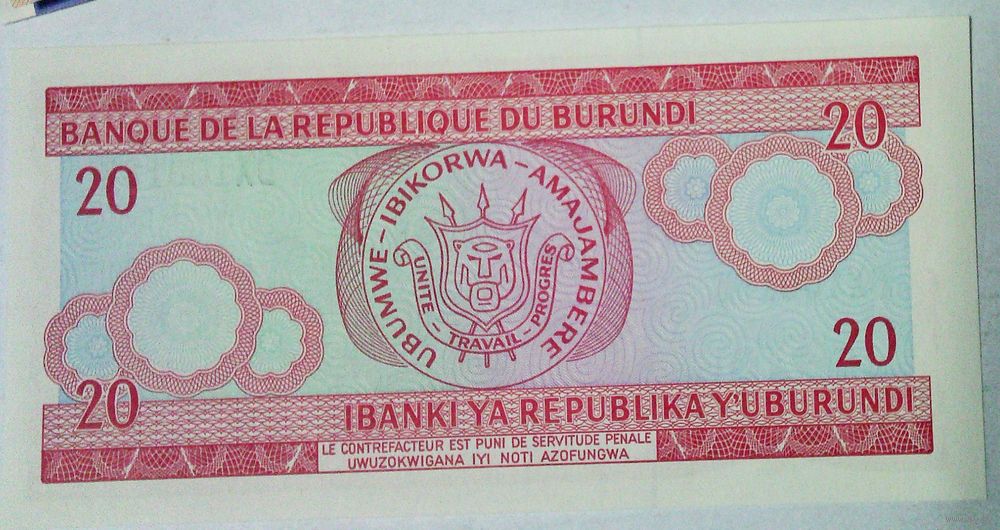 BANQUE DE LA REPUBLIQUE DU BURUNDI
20
20
UBUMWE - IBIKORWA - AMAJAMBERE
UNITE - TRAVAIL - PROGRES
20
20
IBANKI YA REPUBLIKA Y'UBURUNDI
LE CONTREFACTEUR EST PUNI DE SERVITUDE PENALE
UWUZOKWIGANA IYI NOTI AZOFUNGWA